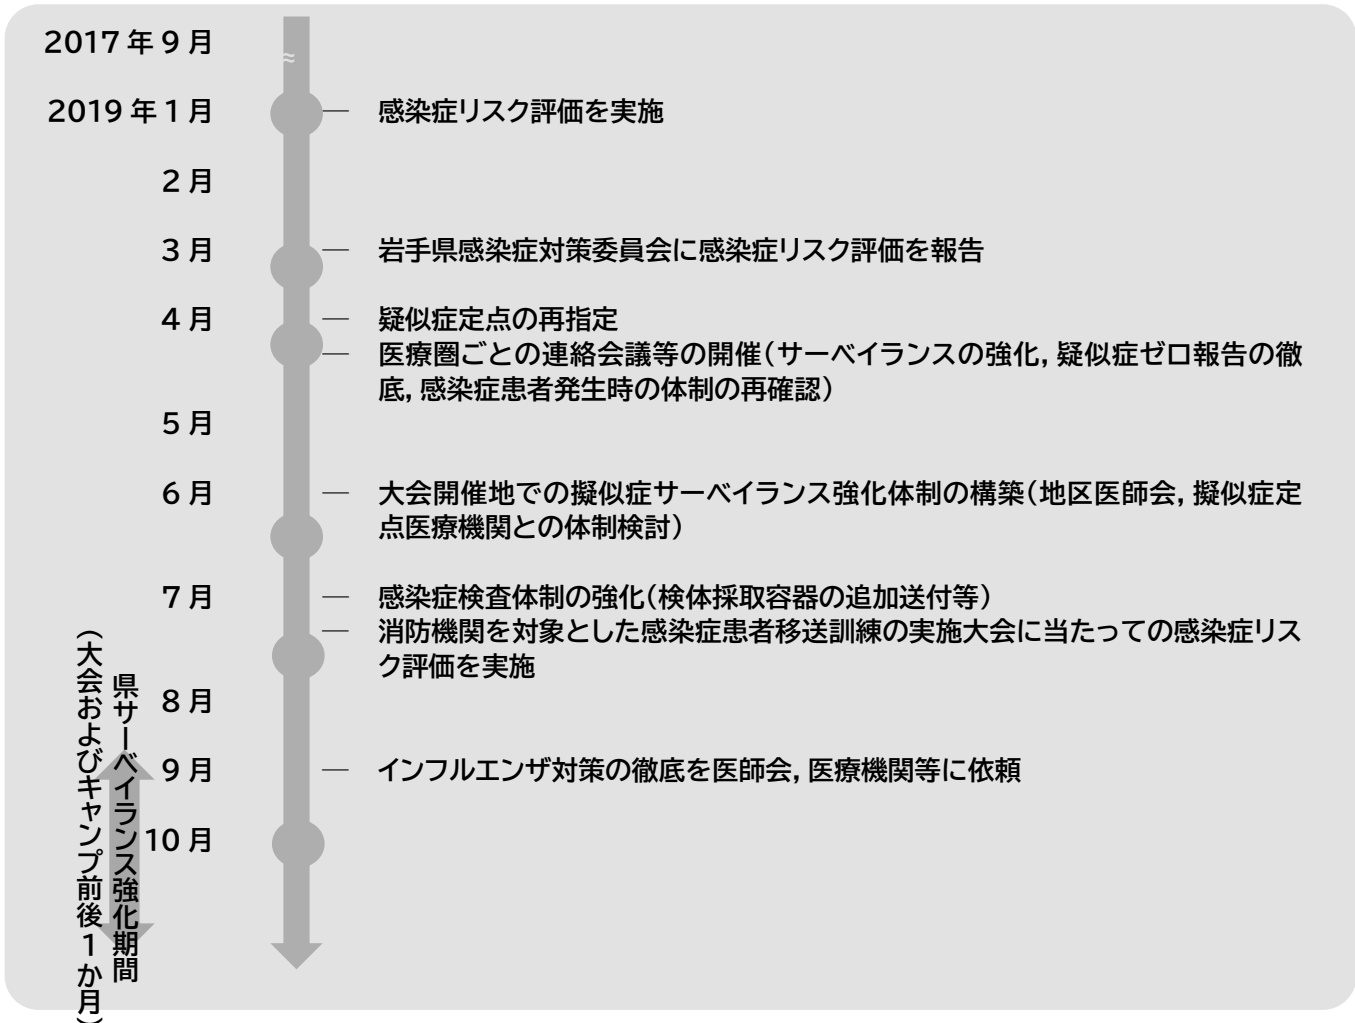 2017年9月
≈
2019年1月
― 感染症リスク評価を実施
2月
3月
― 岩手県感染症対策委員会に感染症リスク評価を報告
4月
― 疑似症定点の再指定
― 医療圏ごとの連絡会議等の開催(サーベイランスの強化, 疑似症ゼロ報告の徹
底, 感染症患者発生時の体制の再確認)
5月
6月
― 大会開催地での擬似症サーベイランス強化体制の構築(地区医師会, 擬似症定
点医療機関との体制検討)
7月
― 感染症検査体制の強化(検体採取容器の追加送付等)
― 消防機関を対象とした感染症患者移送訓練の実施大会に当たっての感染症リス
ク評価を実施
8月
9月
― インフルエンザ対策の徹底を医師会, 医療機関等に依頼
10月
県サーベイランス強化期間
(大会およびキャンプ前後1か月)